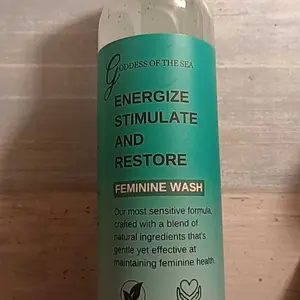 GODDESS OF THE SEA
ENERGIZE
STIMULATE
AND
RESTORE
FEMININE WASH
Our most sensitive formula,
crafted with a blend of
natural ingredients that's
gentle yet effective at
maintaining feminine health.